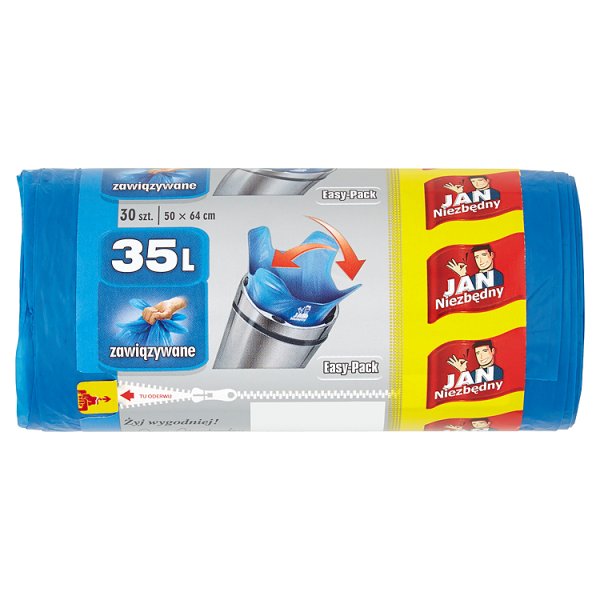 zawiązywane
Easy-Pack
30 szt. 50 × 64 cm
35L
zawiązywane
Easy-Pack
TU ODERWIJ
Żyj wygodniej!
JAN
Niezbędny
JAN
Niezbędny
JAN
Niezbędny
JAN